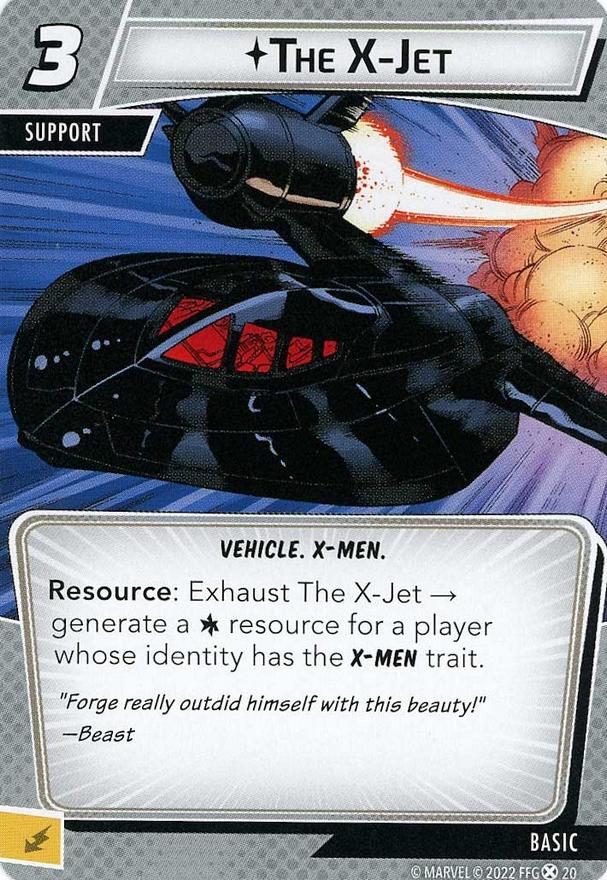 3
THE X-JET
SUPPORT
VEHICLE. X-MEN.
Resource: Exhaust The X-Jet →
generate a resource for a player
whose identity has the X-MEN trait.
"Forge really outdid himself with this beauty!"
—Beast
BASIC
© MARVEL © 2022 FFG 20